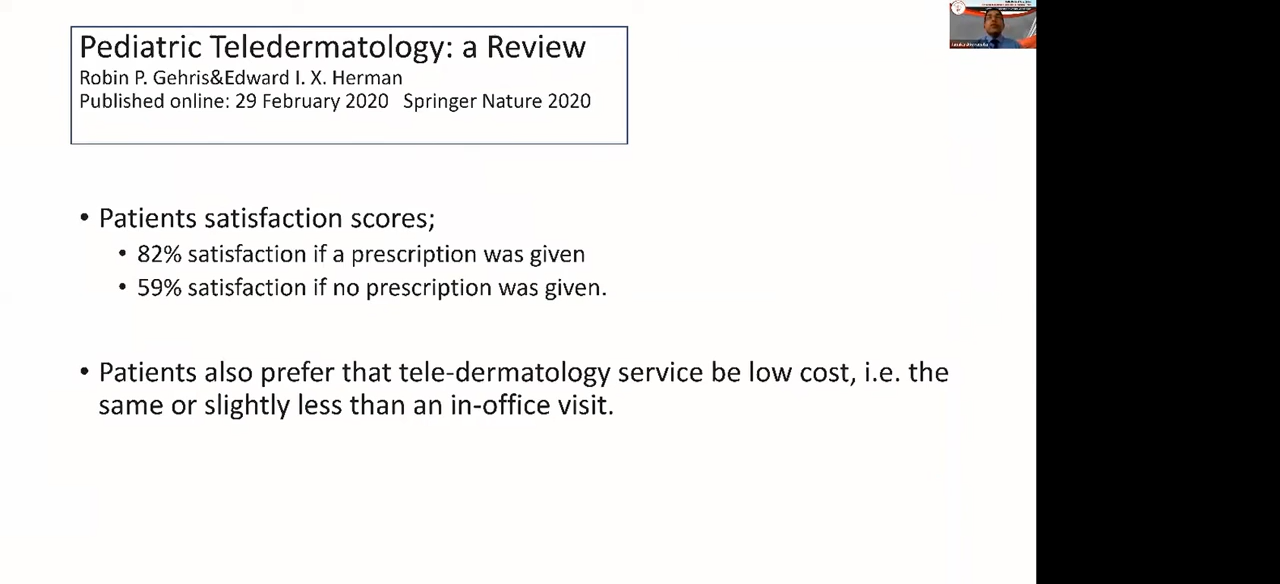 Pediatric Teledermatology: a Review
Robin P. Gehris&Edward I. X. Herman
Published online: 29 February 2020 Springer Nature 2020
• Patients satisfaction scores;
• 82% satisfaction if a prescription was given
• 59% satisfaction if no prescription was given.
• Patients also prefer that tele-dermatology service be low cost, i.e. the
same or slightly less than an in-office visit.